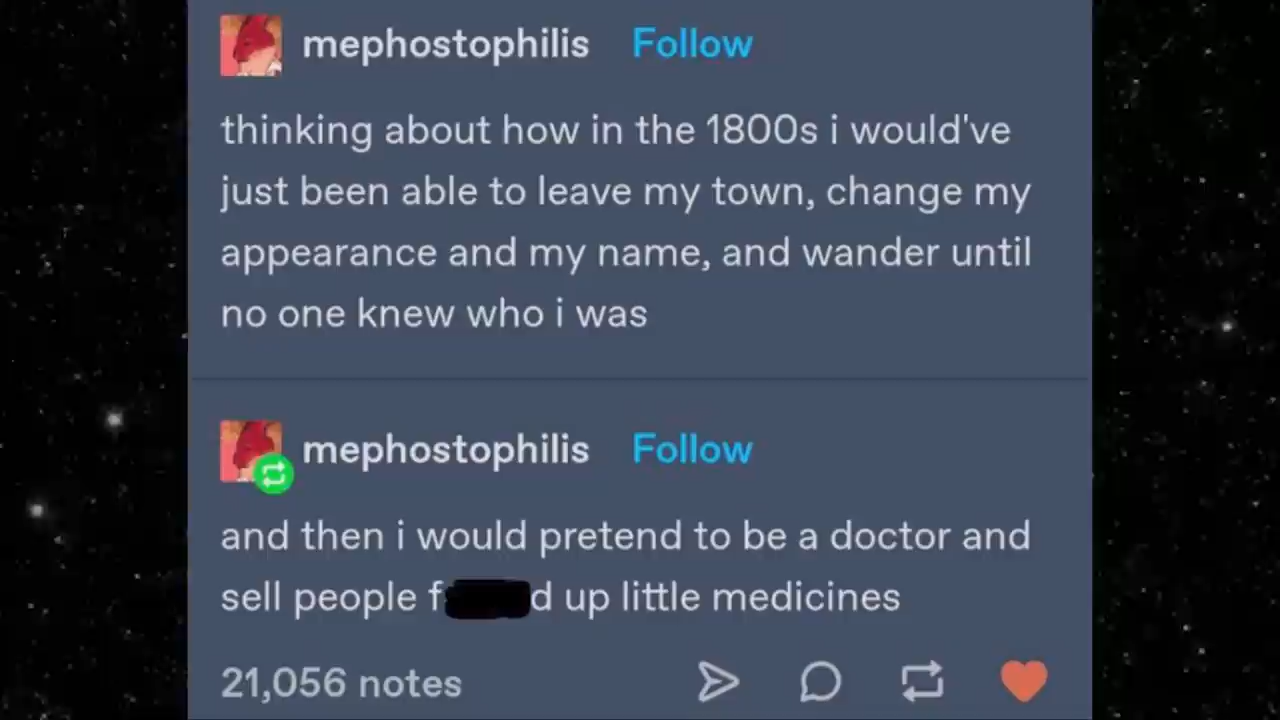 mephostophilis Follow
thinking about how in the 1800s i would've
just been able to leave my town, change my
appearance and my name, and wander until
no one knew who i was
mephostophilis Follow
and then i would pretend to be a doctor and
sell people f d up little medicines
21,056 notes